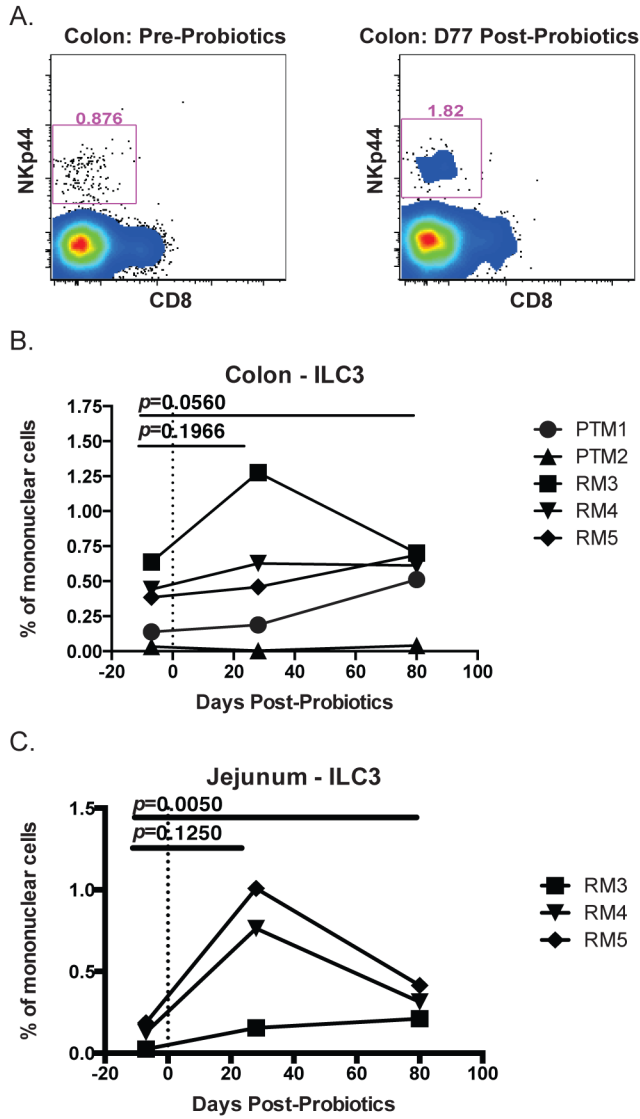 A.
Colon: Pre-Probiotics
Colon: D77 Post-Probiotics
0.876
1.82
NKp44
NKp44
CD8
CD8
B.
Colon - ILC3
p=0.0560
p=0.1966
1.75
1.50
1.25
1.00
0.75
0.50
0.25
0.00
% of mononuclear cells
-20 0 20 40 60 80 100
Days Post-Probiotics
PTM1
PTM2
RM3
RM4
RM5
C.
Jejunum - ILC3
p=0.0050
p=0.1250
1.5
1.0
0.5
0.0
% of mononuclear cells
-20 0 20 40 60 80 100
Days Post-Probiotics
RM3
RM4
RM5